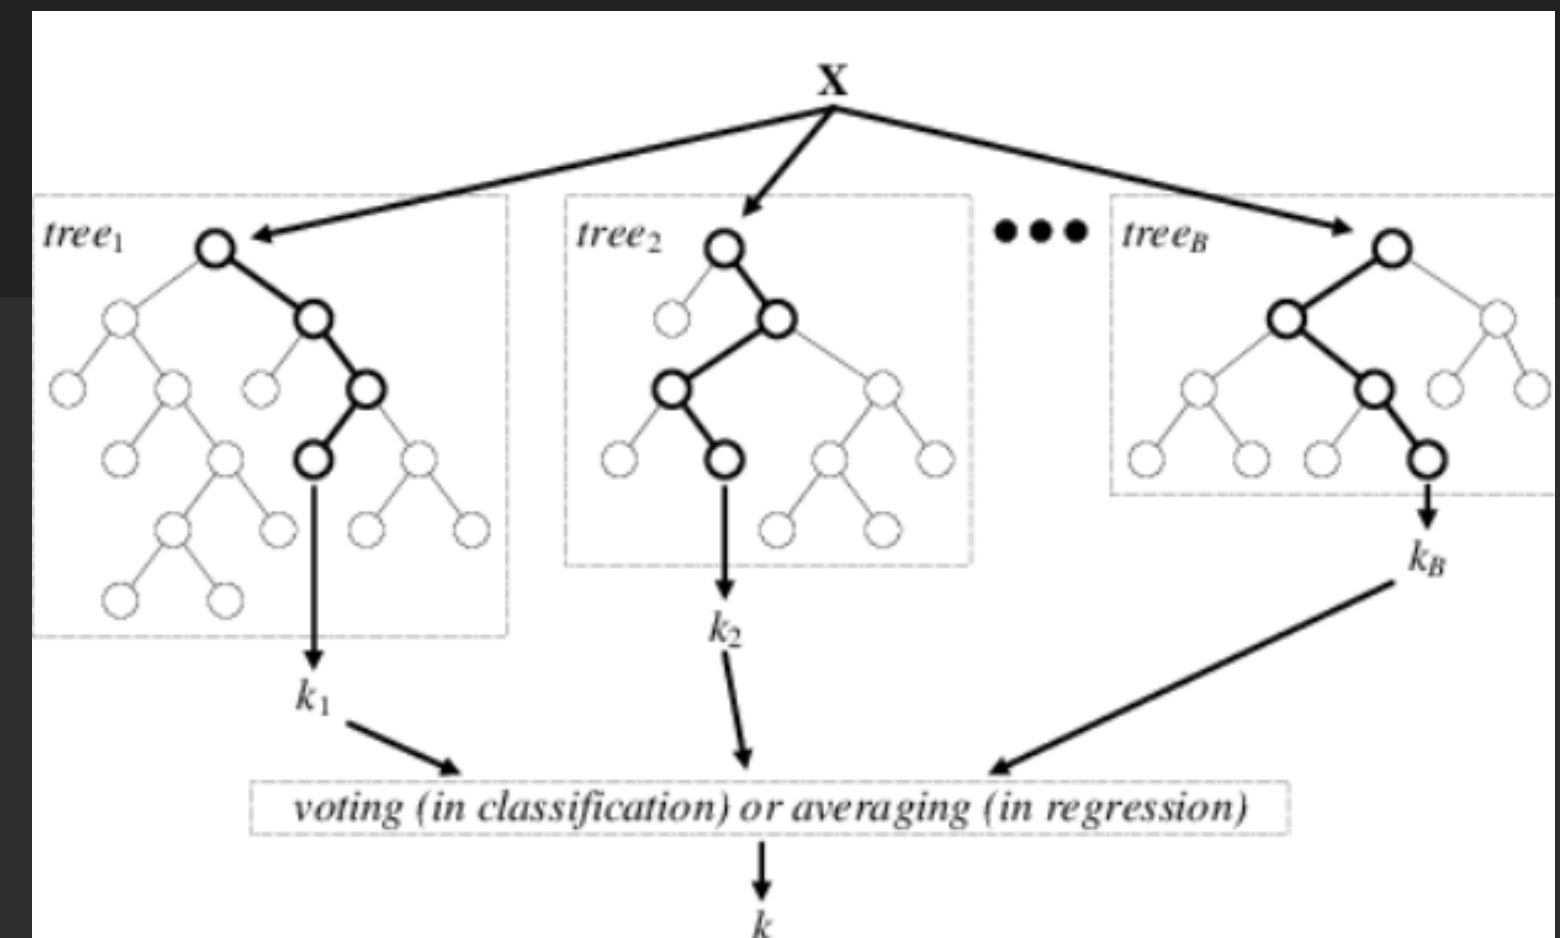 X
tree1
tree2
treeB
kB
k2
k1
voting (in classification) or averaging (in regression)
k